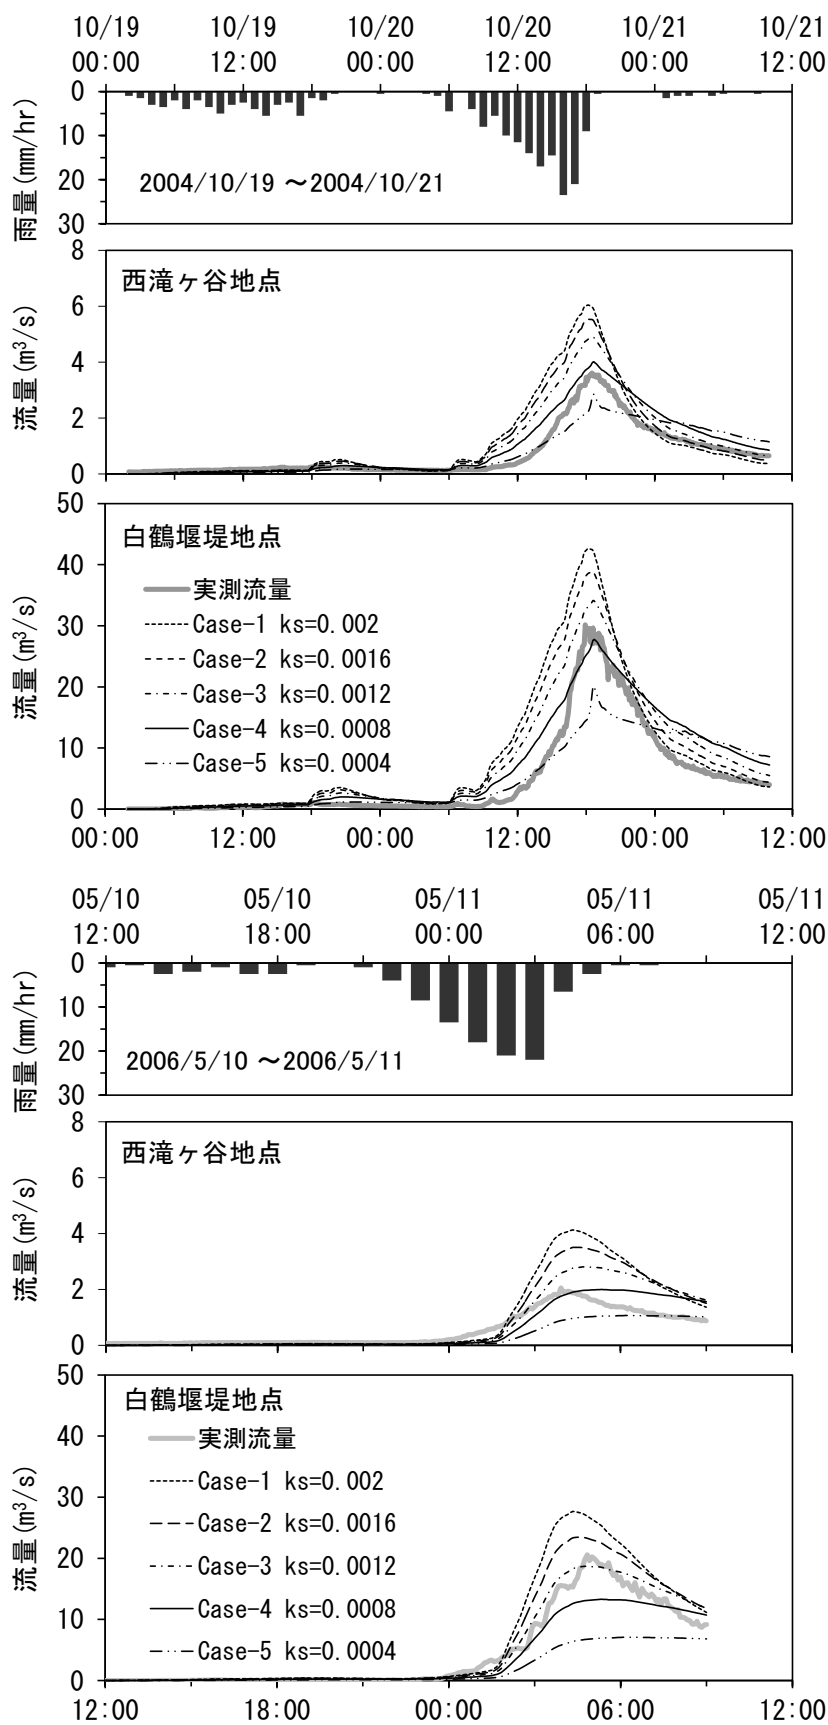 10/19 10/19 10/20 10/20 10/21 10/21
00:00 12:00 00:00 12:00 00:00 12:00
雨量(mm/hr)
0
10
20
30
2004/10/19 ～2004/10/21
流量(m³/s)
8
6
4
2
0
西滝ヶ谷地点
流量(m³/s)
50
40
30
20
10
0
白鶴堰堤地点
実測流量
Case-1 ks=0.002
Case-2 ks=0.0016
Case-3 ks=0.0012
Case-4 ks=0.0008
Case-5 ks=0.0004
00:00 12:00 00:00 12:00 00:00 12:00
05/10 05/10 05/11 05/11 05/11
12:00 18:00 00:00 06:00 12:00
雨量(mm/hr)
0
10
20
30
2006/5/10 ～2006/5/11
流量(m³/s)
8
6
4
2
0
西滝ヶ谷地点
流量(m³/s)
50
40
30
20
10
0
白鶴堰堤地点
実測流量
Case-1 ks=0.002
Case-2 ks=0.0016
Case-3 ks=0.0012
Case-4 ks=0.0008
Case-5 ks=0.0004
12:00 18:00 00:00 06:00 12:00